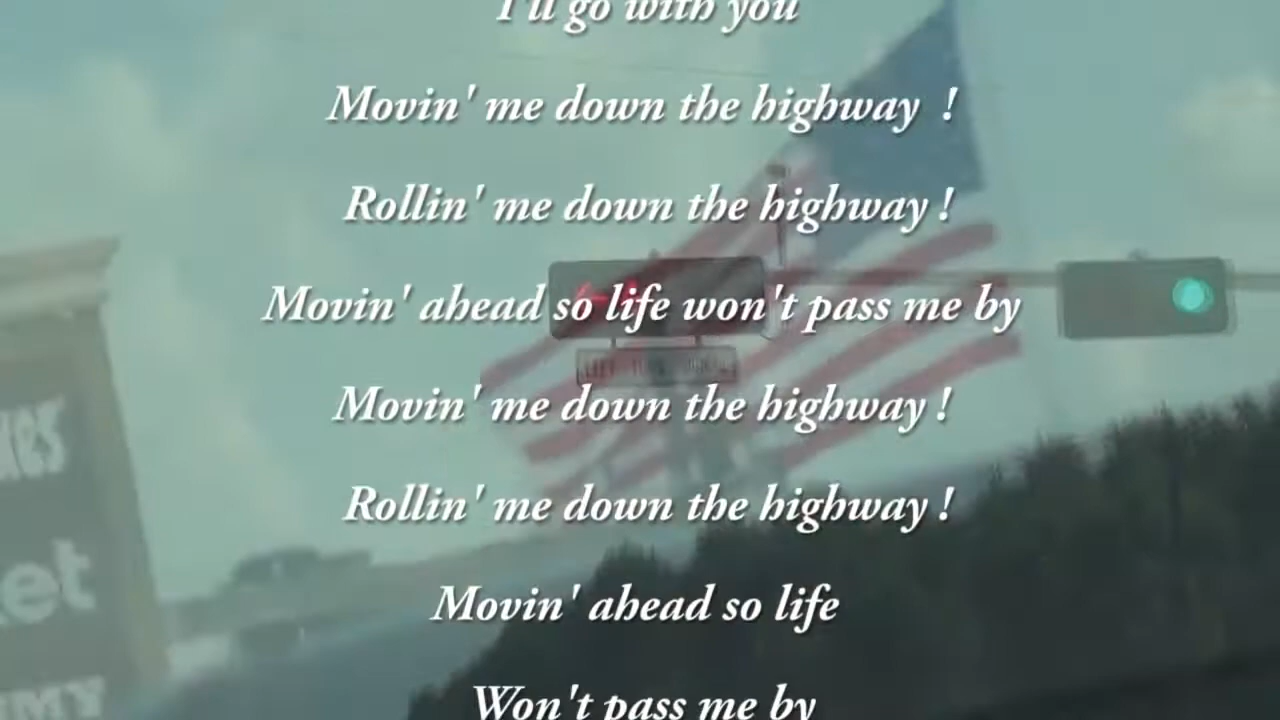 I'll go with you
Movin' me down the highway !
Rollin' me down the highway !
Movin' ahead so life won't pass me by
Movin' me down the highway !
Rollin' me down the highway !
Movin' ahead so life
Won't pass me by